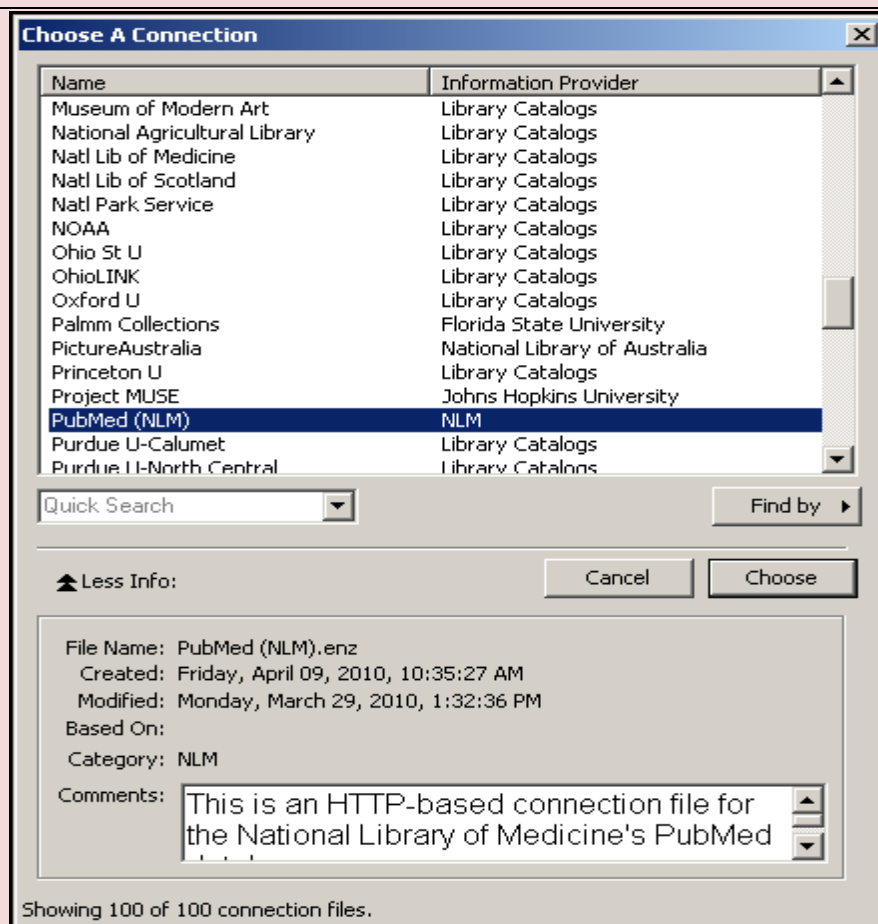 Choose A Connection
Name Information Provider
Museum of Modern Art Library Catalogs
National Agricultural Library Library Catalogs
Natl Lib of Medicine Library Catalogs
Natl Lib of Scotland Library Catalogs
Natl Park Service Library Catalogs
NOAA Library Catalogs
Ohio St U Library Catalogs
OhioLINK Library Catalogs
Oxford U Library Catalogs
Palmm Collections Florida State University
PictureAustralia National Library of Australia
Princeton U Library Catalogs
Project MUSE Johns Hopkins University
PubMed (NLM) NLM
Purdue U-Calumet Library Catalogs
Purdue U-North Central Library Catalogs
Quick Search Find by
Less Info: Cancel Choose
File Name: PubMed (NLM).enz
Created: Friday, April 09, 2010, 10:35:27 AM
Modified: Monday, March 29, 2010, 1:32:36 PM
Based On:
Category: NLM
Comments: This is an HTTP-based connection file for
the National Library of Medicine's PubMed
Showing 100 of 100 connection files.